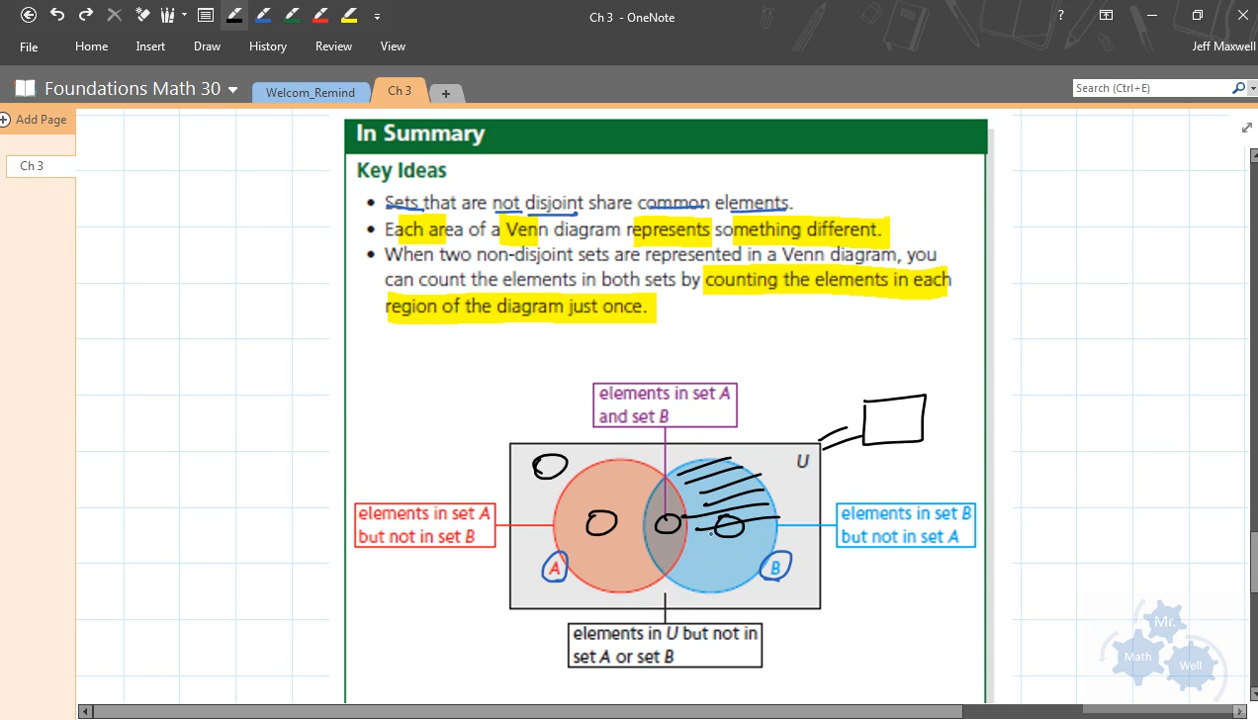 Ch 3 - OneNote
?
File Home Insert Draw History Review View
Jeff Maxwell
Foundations Math 30
Welcom_Remind
Ch 3
Search (Ctrl+E)
Add Page
Ch 3
In Summary
Key Ideas
• Sets that are not disjoint share common elements.
• Each area of a Venn diagram represents something different.
• When two non-disjoint sets are represented in a Venn diagram, you
can count the elements in both sets by counting the elements in each
region of the diagram just once.
elements in set A
and set B
U
elements in set A
but not in set B
elements in set B
but not in set A
A
B
elements in U but not in
set A or set B
Mr.
Math
Well